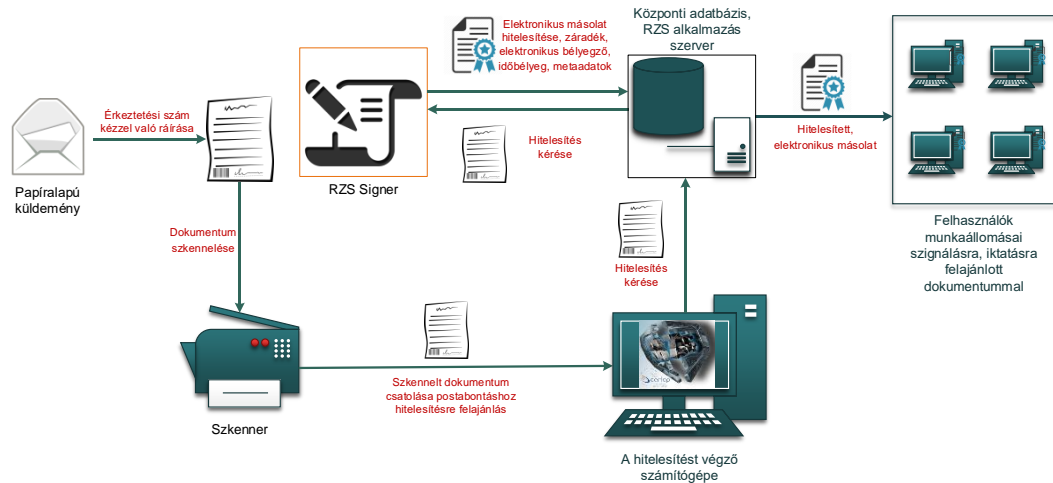 Elektronikus másolat
hitelesítése, záradék,
elektronikus bélyegző,
időbélyeg, metaadatok
Központi adatbázis,
RZS alkalmazás
szerver
Érkeztetési szám
kézzel való ráírása
Hitelesítés
kérése
Hitelesített,
elektronikus másolat
Papíralapú
küldemény
RZS Signer
Dokumentum
szkennelése
Hitelesítés
kérése
Felhasználók
munkaállomásai
szignálásra, iktatásra
felajánlott
dokumentummal
Szkennelt dokumentum
csatolása postabontáshoz
hitelesítésre felajánlás
Szkenner
A hitelesítést végző
számítógépe